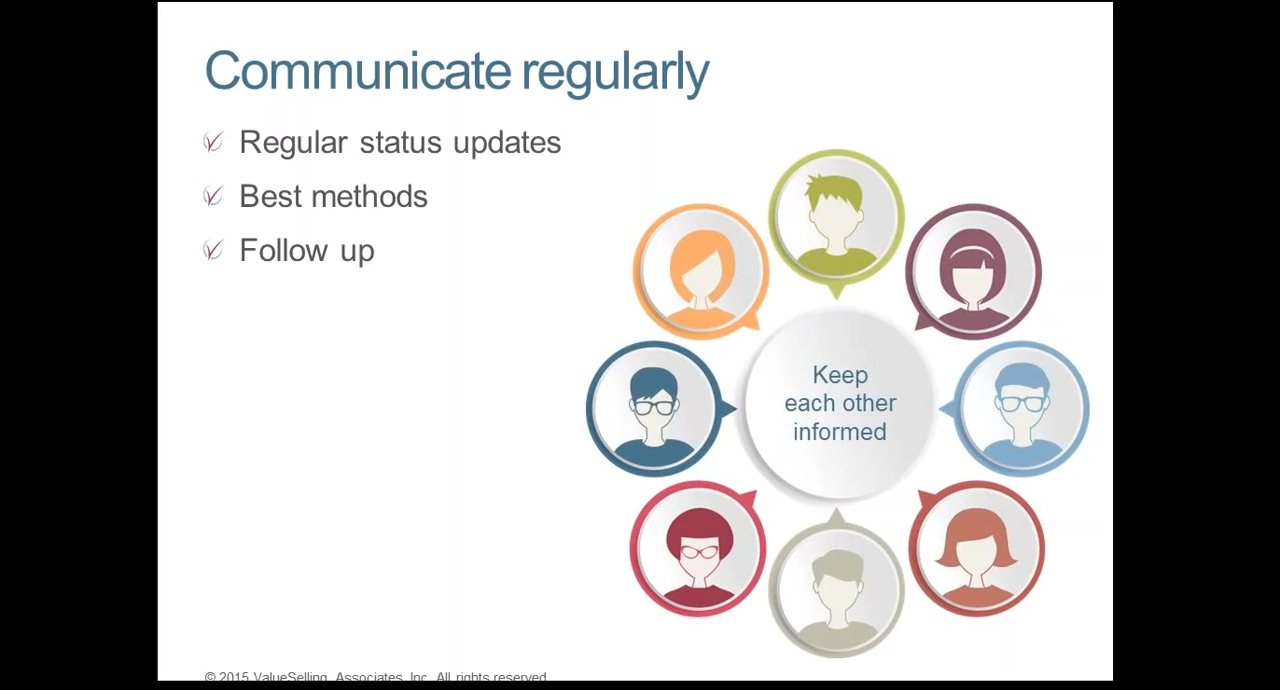 Communicate regularly
Regular status updates
Best methods
Follow up
Keep
each other
informed
© 2015 ValueSelling Associates, Inc. All rights reserved